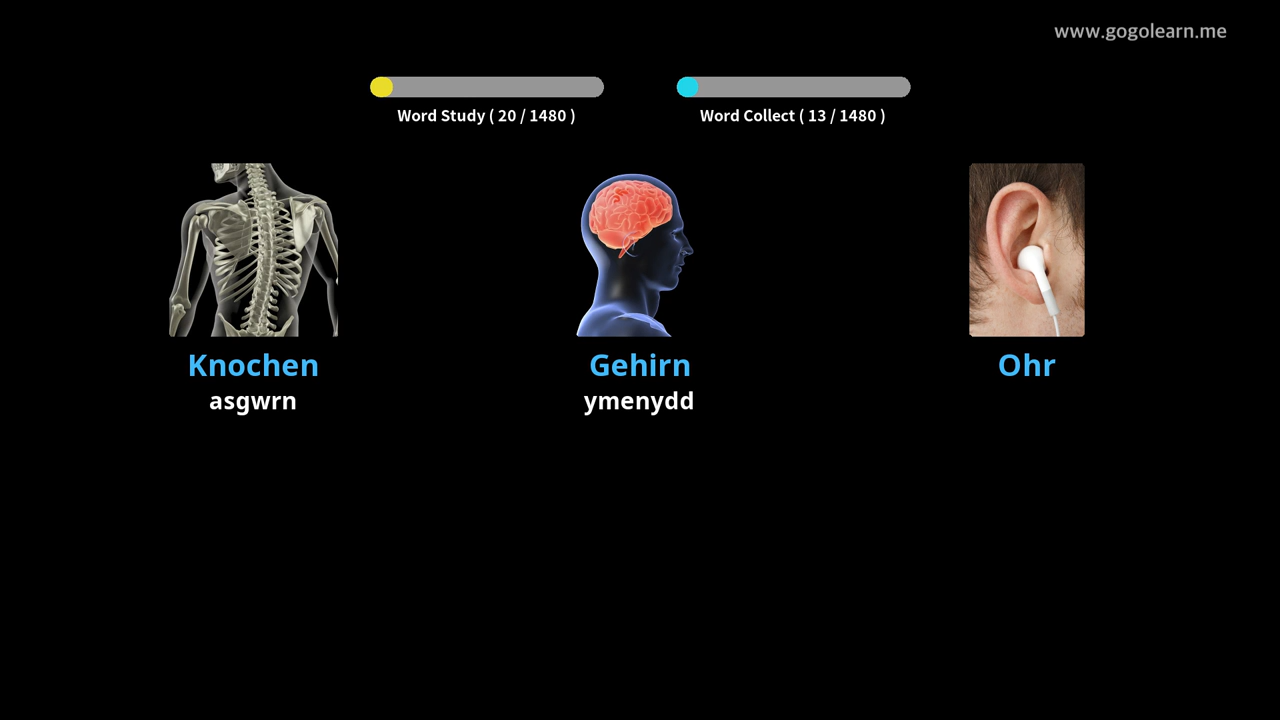 www.gogolearn.me
Word Study ( 20 / 1480 )
Word Collect ( 13 / 1480 )
Knochen
Gehirn
Ohr
asgwrn
ymenydd